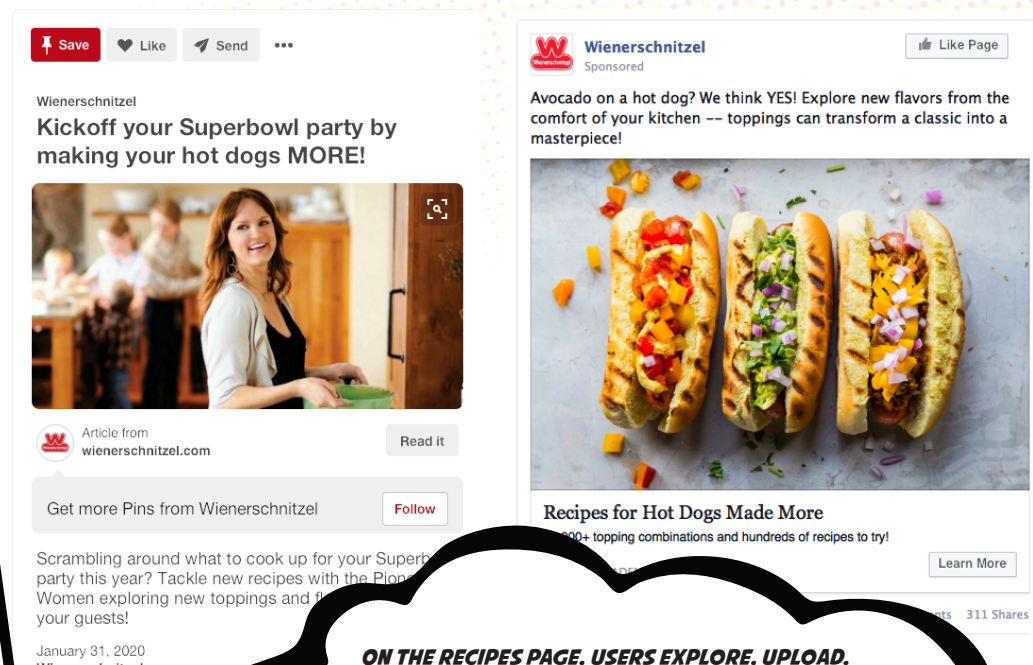 Save
Like
Send
Wienerschnitzel
Kickoff your Superbowl party by
making your hot dogs MORE!
Article from
wienerschnitzel.com
Read it
Get more Pins from Wienerschnitzel
Follow
Scrambling around what to cook up for your
party this year? Tackle new recipes with the
Women exploring new toppings and
your guests!
January 31, 2020
Wienerschnitzel
Wienerschnitzel
Sponsored
Like Page
Avocado on a hot dog? We think YES! Explore new flavors from the
comfort of your kitchen -- toppings can transform a classic into a
masterpiece!
Recipes for Hot Dogs Made More
00+ topping combinations and hundreds of recipes to try!
Learn More
311 Shares
ON THE RECIPES PAGE, USERS EXPLORE, UPLOAD,